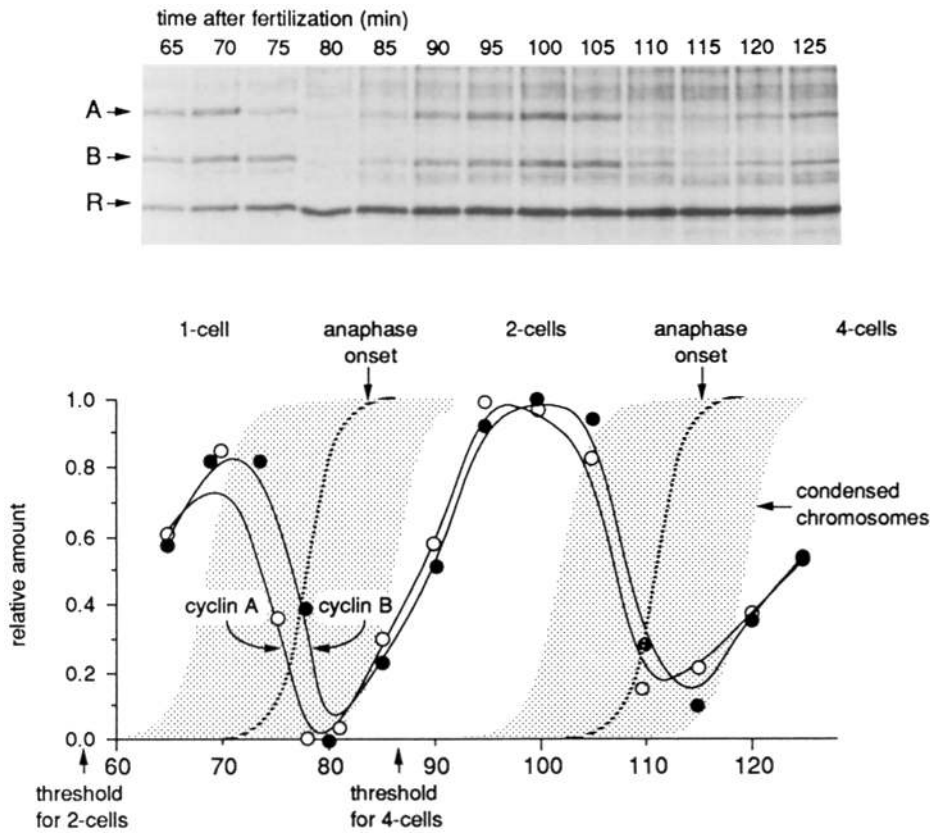 time after fertilization (min)
65 70 75 80 85 90 95 100 105 110 115 120 125
A
B
R
1-cell anaphase onset 2-cells anaphase onset 4-cells
1.0
0.8
0.6
0.4
0.2
0.0
relative amount
cyclin A
cyclin B
condensed
chromosomes
60 70 80 90 100 110 120
threshold
for 2-cells
threshold
for 4-cells